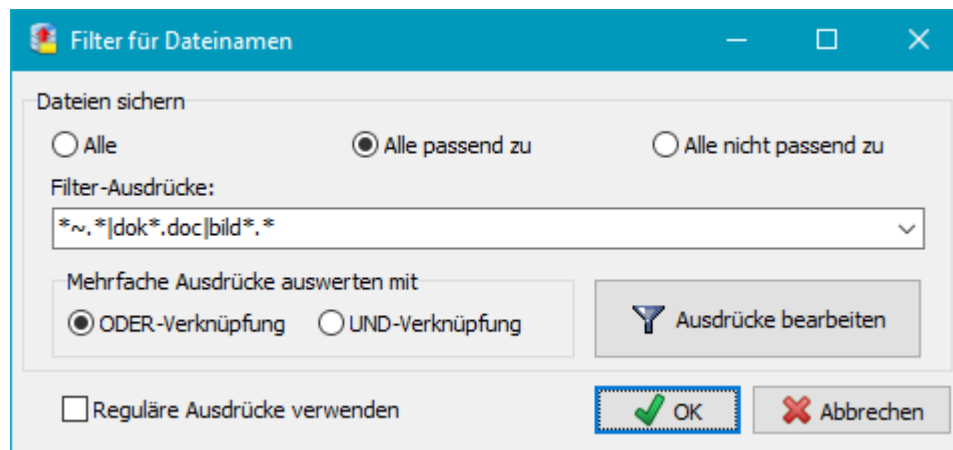 Filter für Dateinamen
Dateien sichern
Alle Alle passend zu Alle nicht passend zu
Filter-Ausdrücke:
*~.*|dok*.doc|bild*.*
Mehrfache Ausdrücke auswerten mit
ODER-Verknüpfung UND-Verknüpfung Ausdrücke bearbeiten
Reguläre Ausdrücke verwenden OK Abbrechen